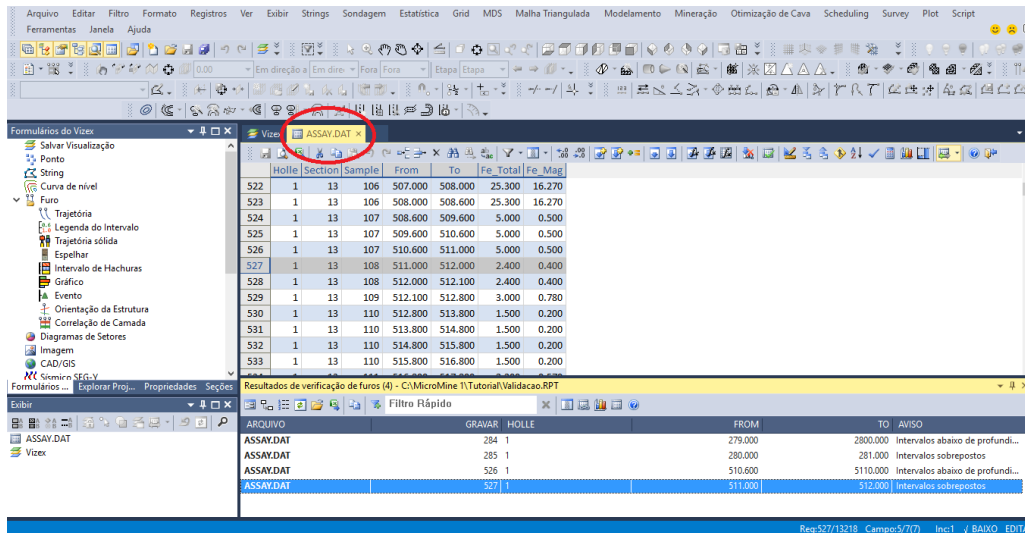 Arquivo Editar Filtro Formato Registros Ver Exibir Strings Sondagem Estatística Grid MDS Malha Triangulada Modelamento Mineração Otimização de Cava Scheduling Survey Plot Script
Ferramentas Janela Ajuda
0.00 Em direção a Em dire- Fora Fora Etapa Etapa
Formulários do Vizex
Salvar Visualização
Ponto
String
Curva de nível
Furo
Trajetória
Legenda do Intervalo
Trajetória sólida
Espelhar
Intervalo de Hachuras
Gráfico
Evento
Orientação da Estrutura
Correlação de Camada
Diagramas de Setores
Imagem
CAD/GIS
Sísmico SEG-Y
Formulários ... Explorar Proj... Propriedades Seções
Exibir
ASSAY.DAT
Vizex
Vizex ASSAY.DAT ×
Holle Section Sample From To Fe_Total Fe_Mag
522 1 13 106 507.000 508.000 25.300 16.270
523 1 13 106 508.000 508.600 25.300 16.270
524 1 13 107 508.600 509.600 5.000 0.500
525 1 13 107 509.600 510.600 5.000 0.500
526 1 13 107 510.600 511.000 5.000 0.500
527 1 13 108 511.000 512.000 2.400 0.400
528 1 13 108 512.000 512.100 2.400 0.400
529 1 13 109 512.100 512.800 3.000 0.780
530 1 13 110 512.800 513.800 1.500 0.200
531 1 13 110 513.800 514.800 1.500 0.200
532 1 13 110 514.800 515.800 1.500 0.200
533 1 13 110 515.800 516.800 1.500 0.200
Resultados de verificação de furos (4) - C:\MicroMine 1\Tutorial\Validacao.RPT
Filtro Rápido
ARQUIVO GRAVAR HOLLE FROM TO AVISO
ASSAY.DAT 284 1 279.000 2800.000 Intervalos abaixo de profundi...
ASSAY.DAT 285 1 280.000 281.000 Intervalos sobrepostos
ASSAY.DAT 526 1 510.600 5110.000 Intervalos abaixo de profundi...
ASSAY.DAT 527 1 511.000 512.000 Intervalos sobrepostos
Reg:527/13218 Campo:5/7(7) Inc:1 √ BAIXO EDITA